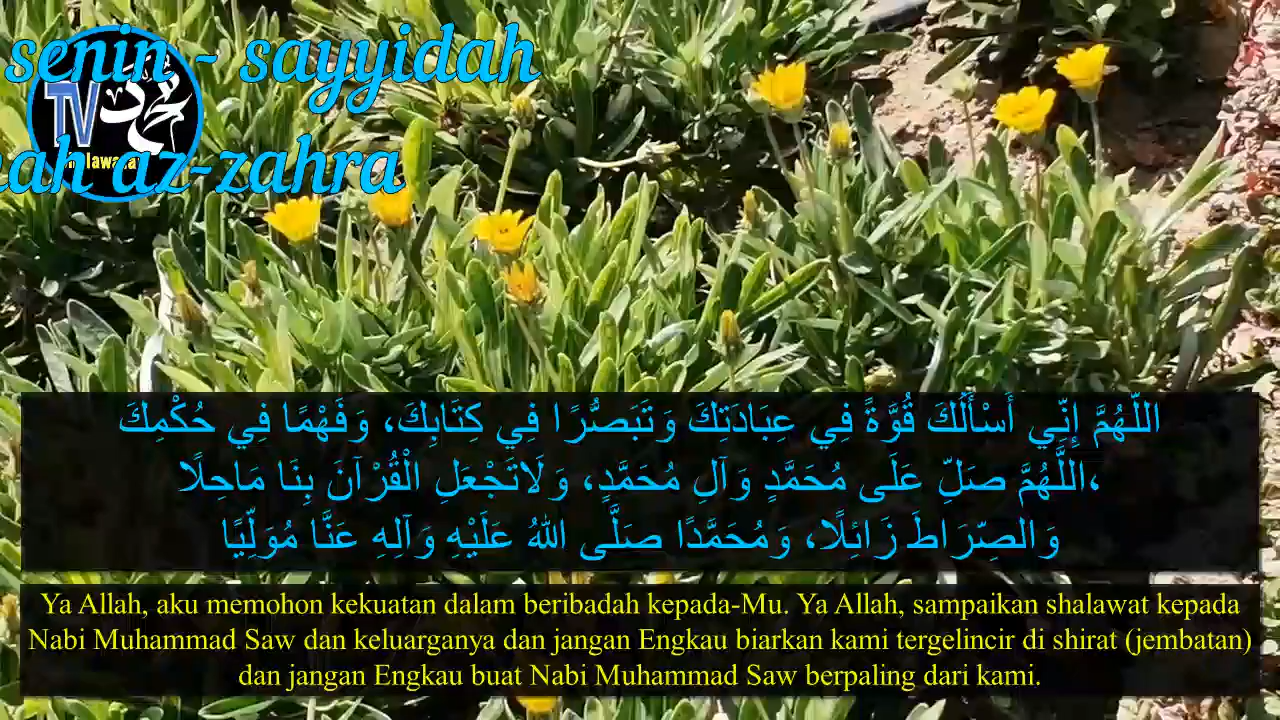 senin - sayyidah
ah az-zahra
TV
محمد
اللّهُمَّ إِنِّي أَسْأَلُكَ قُوَّةً فِي عِبَادَتِكَ وَتَبَصُّرًا فِي كِتَابِكَ، وَفَهْمًا فِي حُكْمِكَ
،اللَّهُمَّ صَلِّ عَلَى مُحَمَّدٍ وَآلِ مُحَمَّدٍ، وَلَاتَجْعَلِ الْقُرْآنَ بِنَا مَاحِلًا
وَالصِّرَاطَ زَائِلًا، وَمُحَمَّدًا صَلَّى اللهُ عَلَيْهِ وَآلِهِ عَنَّا مُوَلِّيًا
Ya Allah, aku memohon kekuatan dalam beribadah kepada-Mu. Ya Allah, sampaikan shalawat kepada
Nabi Muhammad Saw dan keluarganya dan jangan Engkau biarkan kami tergelincir di shirat (jembatan)
dan jangan Engkau buat Nabi Muhammad Saw berpaling dari kami.